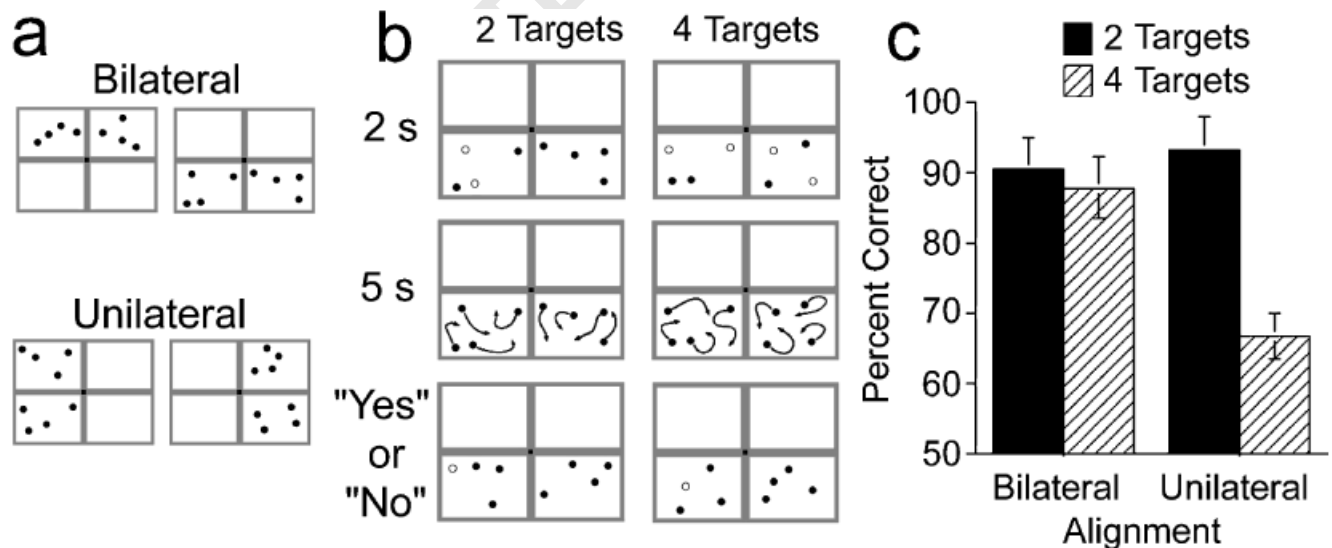 a
Bilateral
Unilateral
b
2 Targets 4 Targets
2 s
5 s
"Yes"
or
"No"
c
2 Targets
4 Targets
100
90
80
70
60
50
Percent Correct
Bilateral Unilateral
Alignment